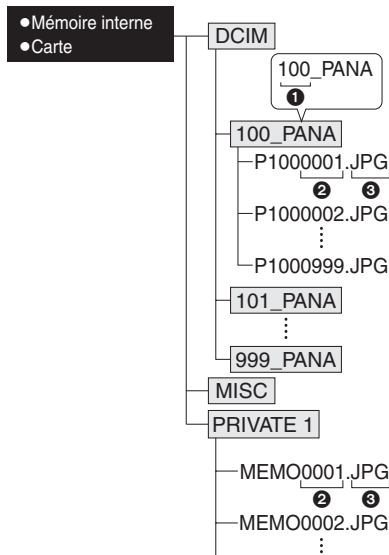 ●Mémoire interne
●Carte
DCIM
100_PANA
❶
100_PANA
P1000001.JPG
❷ ❸
P1000002.JPG
P1000999.JPG
101_PANA
999_PANA
MISC
PRIVATE 1
MEMO0001.JPG
❷ ❸
MEMO0002.JPG